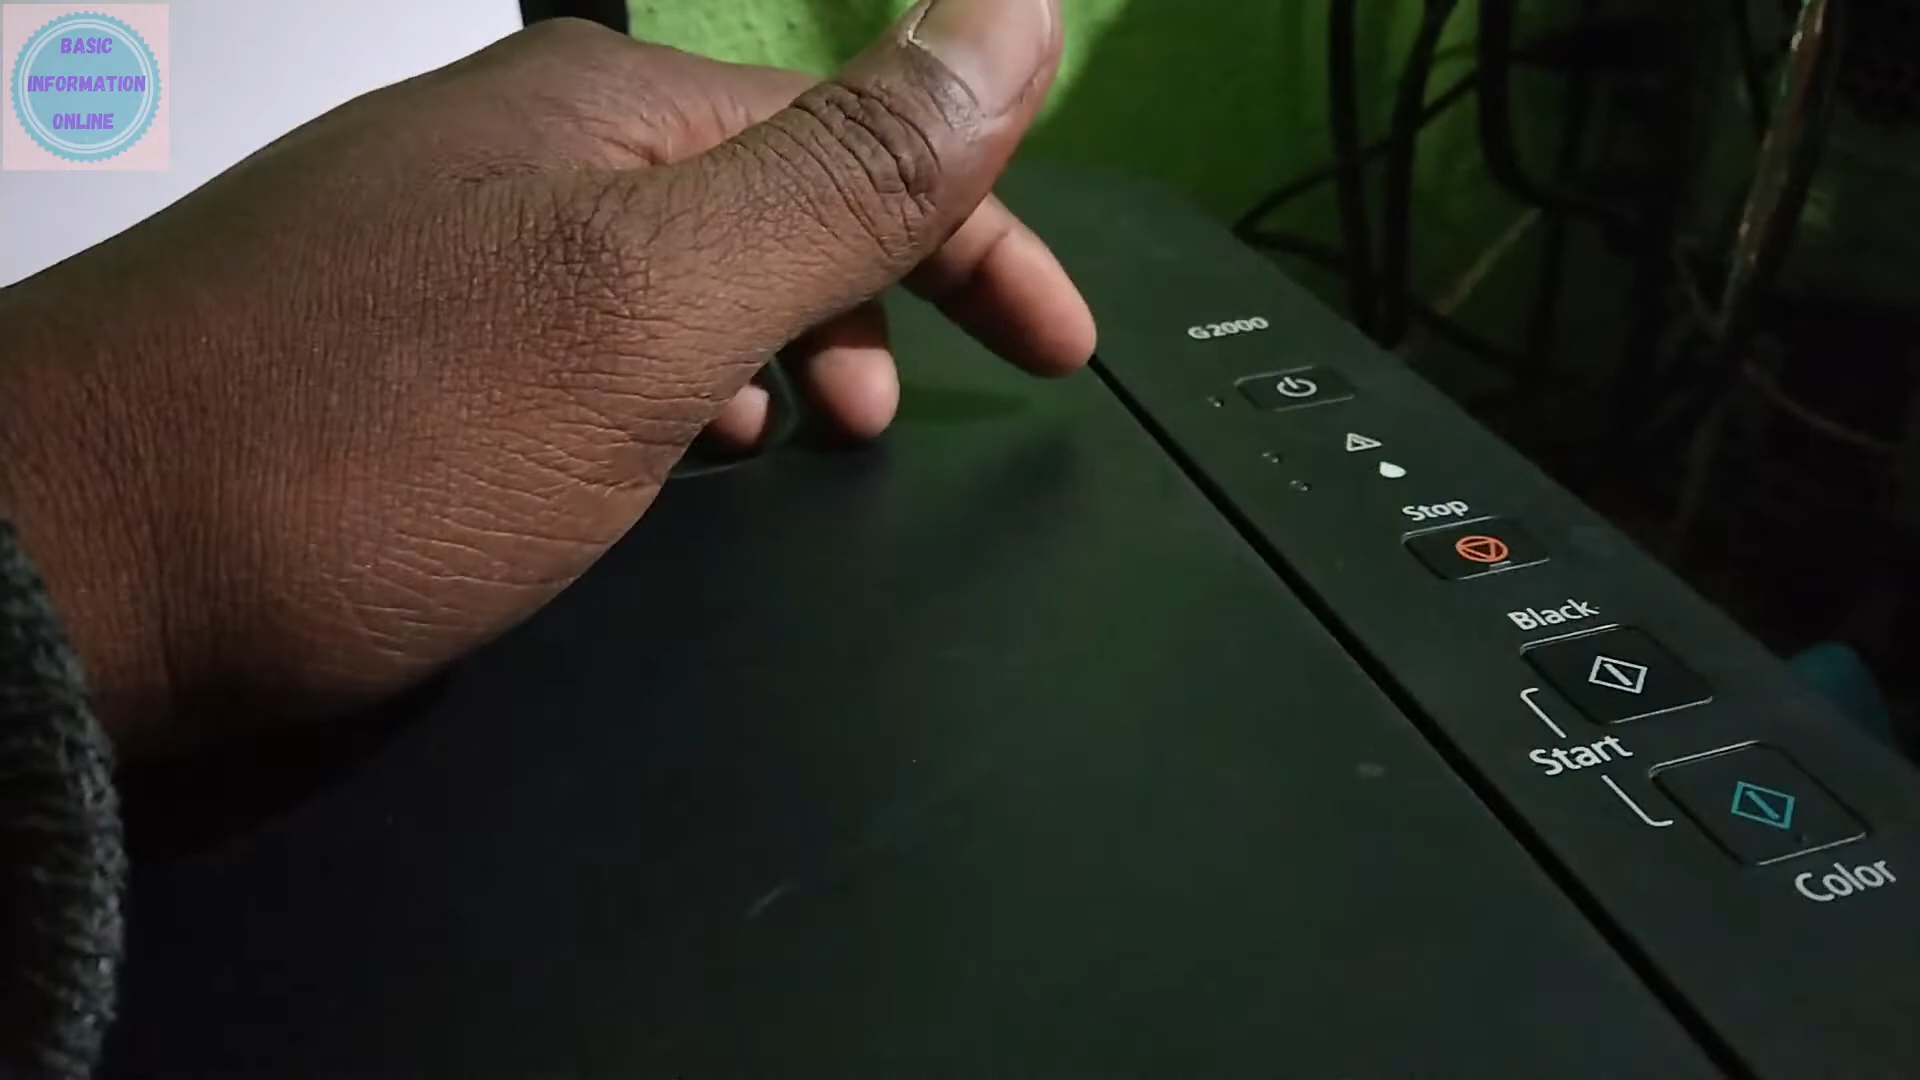 BASIC
INFORMATION
ONLINE
G2000
Stop
Black
Start
Color